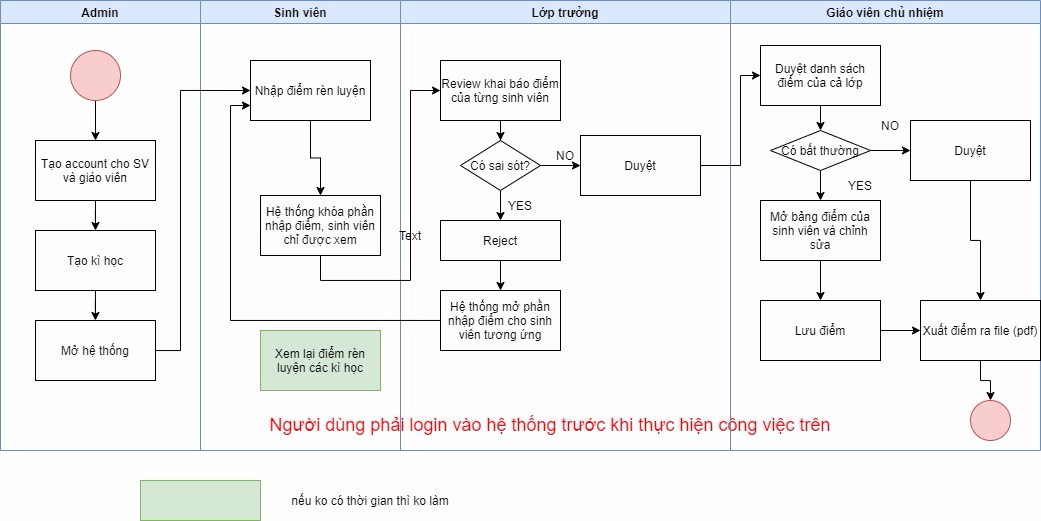 Admin
Sinh viên
Lớp trưởng
Giáo viên chủ nhiệm
Tạo account cho SV
và giáo viên
Tạo kì học
Mở hệ thống
Nhập điểm rèn luyện
Hệ thống khóa phần
nhập điểm, sinh viên
chỉ được xem
Text
Xem lại điểm rèn
luyện các kì học
Review khai báo điểm
của từng sinh viên
Có sai sót?
NO
Duyệt
YES
Reject
Hệ thống mở phần
nhập điểm cho sinh
viên tương ứng
Duyệt danh sách
điểm của cả lớp
Có bất thường
NO
Duyệt
YES
Mở bảng điểm của
sinh viên và chỉnh
sửa
Lưu điểm
Xuất điểm ra file (pdf)
Người dùng phải login vào hệ thống trước khi thực hiện công việc trên
nếu ko có thời gian thì ko làm